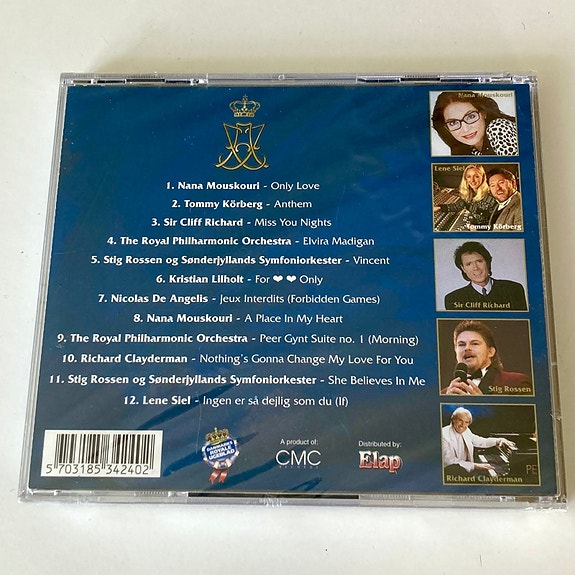 Nana Mouskouri
Lene Siel
Tommy Körberg
Sir Cliff Richard
Stig Rossen
Richard Clayderman
1. Nana Mouskouri - Only Love
2. Tommy Körberg - Anthem
3. Sir Cliff Richard - Miss You Nights
4. The Royal Philharmonic Orchestra - Elvira Madigan
5. Stig Rossen og Sønderjyllands Symfoniorkester - Vincent
6. Kristian Lilholt - For ❤ ❤ Only
7. Nicolas De Angelis - Jeux Interdits (Forbidden Games)
8. Nana Mouskouri - A Place In My Heart
9. The Royal Philharmonic Orchestra - Peer Gynt Suite no. 1 (Morning)
10. Richard Clayderman - Nothing's Gonna Change My Love For You
11. Stig Rossen og Sønderjyllands Symfoniorkester - She Believes In Me
12. Lene Siel - Ingen er så dejlig som du (If)
5 703185 342402
DANMARKS
ROYALE
UGEBLAD
A product of:
CMC
RECORDS
Distributed by:
Elap
PE